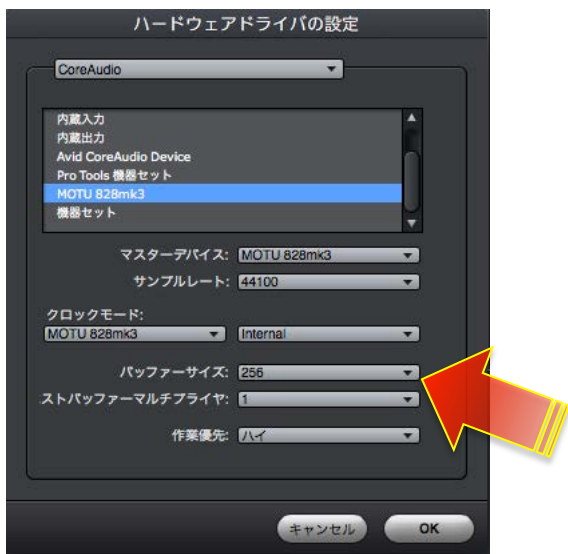 ハードウェアドライバの設定
CoreAudio
内蔵入力
内蔵出力
Avid CoreAudio Device
Pro Tools 機器セット
MOTU 828mk3
機器セット
マスターデバイス: MOTU 828mk3
サンプルレート: 44100
クロックモード:
MOTU 828mk3 Internal
バッファーサイズ: 256
ストバッファーマルチプライヤ: 1
作業優先: ハイ
キャンセル OK